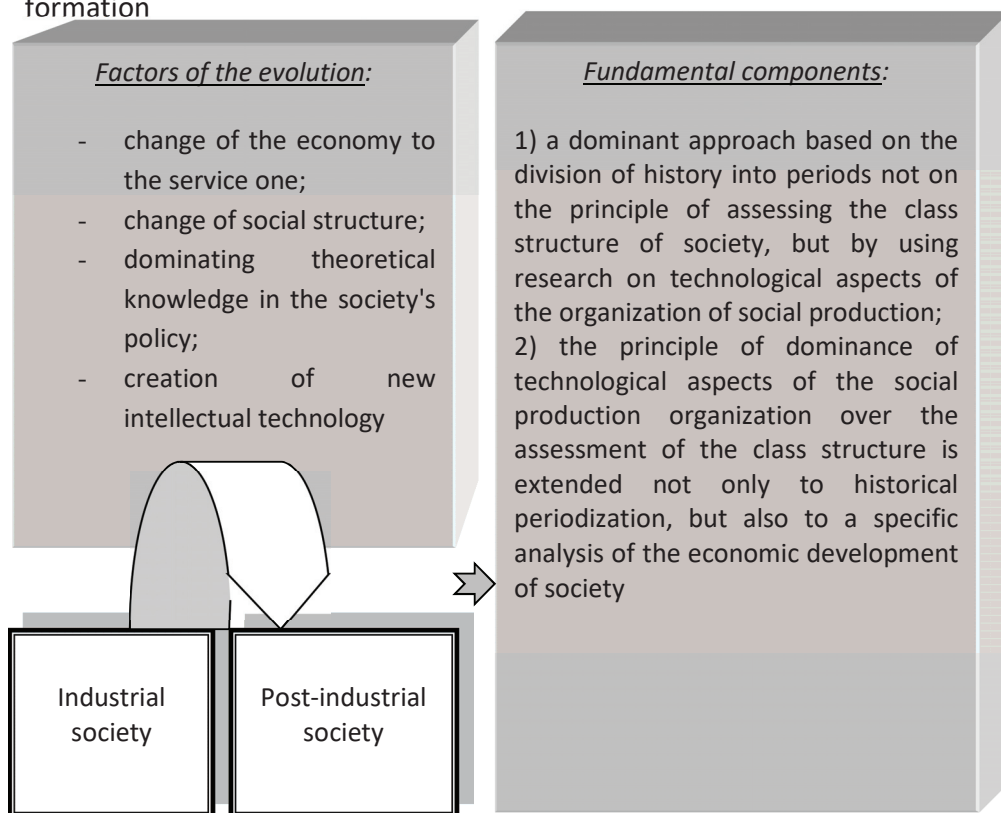 formation
Factors of the evolution:
- change of the economy to
the service one;
- change of social structure;
- dominating theoretical
knowledge in the society's
policy;
- creation of new
intellectual technology
Industrial
society
Post-industrial
society
Fundamental components:
1) a dominant approach based on the
division of history into periods not on
the principle of assessing the class
structure of society, but by using
research on technological aspects of
the organization of social production;
2) the principle of dominance of
technological aspects of the social
production organization over the
assessment of the class structure is
extended not only to historical
periodization, but also to a specific
analysis of the economic development
of society